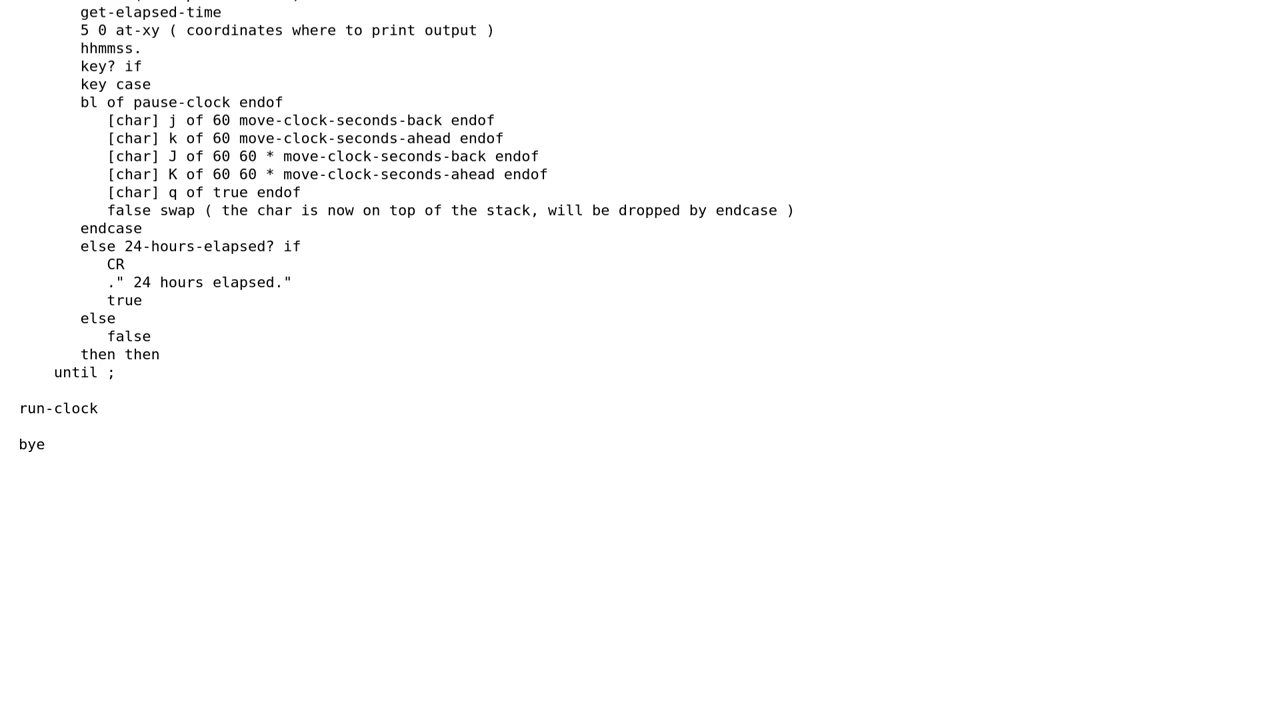 get-elapsed-time
5 0 at-xy ( coordinates where to print output )
hhmmss.
key? if
key case
bl of pause-clock endof
[char] j of 60 move-clock-seconds-back endof
[char] k of 60 move-clock-seconds-ahead endof
[char] J of 60 60 * move-clock-seconds-back endof
[char] K of 60 60 * move-clock-seconds-ahead endof
[char] q of true endof
false swap ( the char is now on top of the stack, will be dropped by endcase )
endcase
else 24-hours-elapsed? if
CR
." 24 hours elapsed."
true
else
false
then then
until ;
run-clock
bye